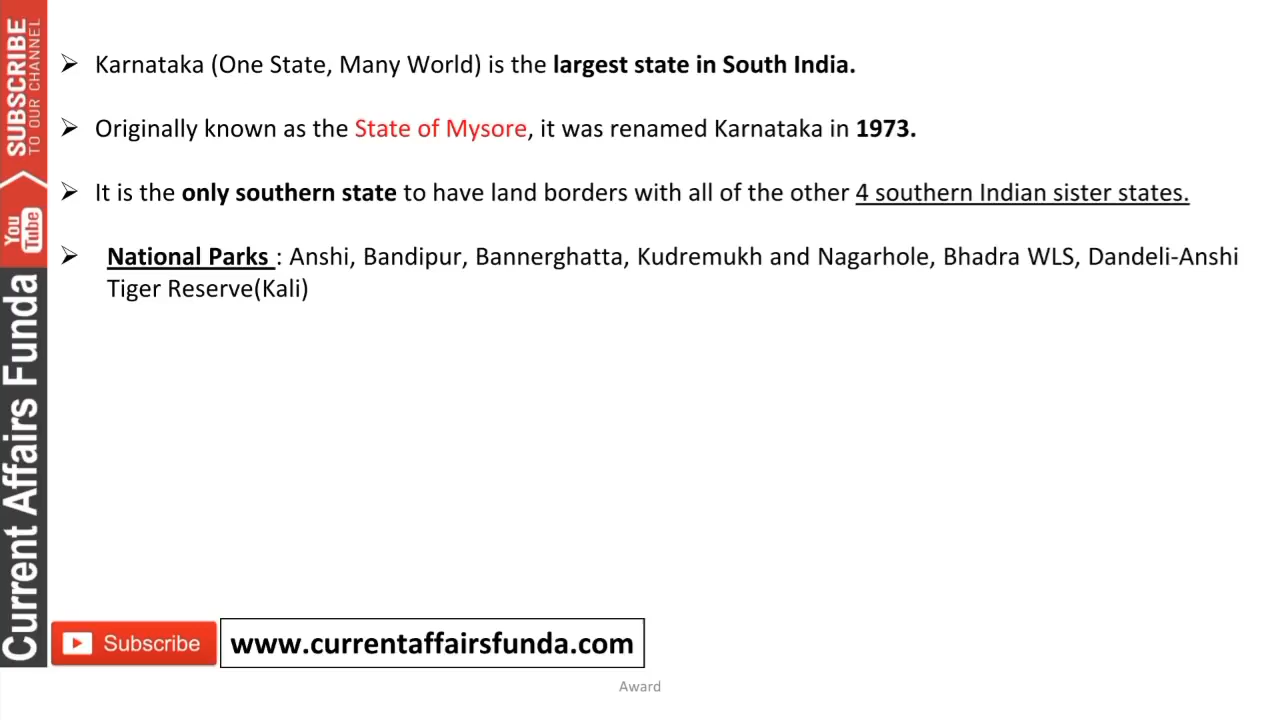 SUBSCRIBE
TO OUR CHANNEL
You Tube
Current Affairs Funda
➢ Karnataka (One State, Many World) is the largest state in South India.
➢ Originally known as the State of Mysore, it was renamed Karnataka in 1973.
➢ It is the only southern state to have land borders with all of the other 4 southern Indian sister states.
➢ National Parks : Anshi, Bandipur, Bannerghatta, Kudremukh and Nagarhole, Bhadra WLS, Dandeli-Anshi
Tiger Reserve(Kali)
Subscribe
www.currentaffairsfunda.com
Award